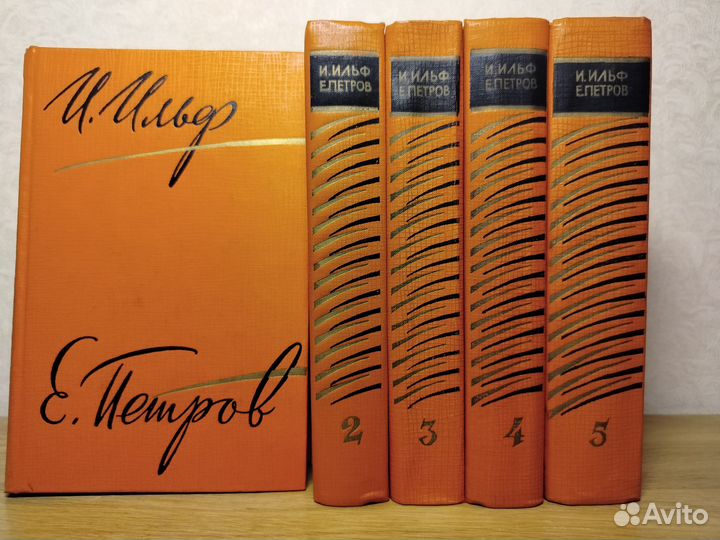 И. Ильф
Е. Петров
И. ИЛЬФ
Е. ПЕТРОВ
2
И. ИЛЬФ
Е. ПЕТРОВ
3
И. ИЛЬФ
Е. ПЕТРОВ
4
И. ИЛЬФ
Е. ПЕТРОВ
5
Avito